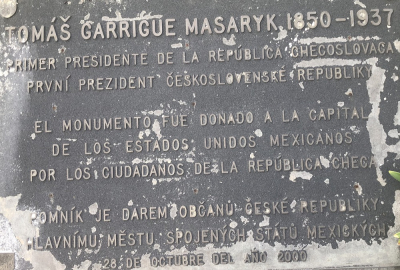 TOMÁŠ GARRIGUE MASARYK 1850-1937
PRIMER PRESIDENTE DE LA REPÚBLICA CHECOSLOVACA
PRVNÍ PREZIDENT ČESKOSLOVENSKÉ REPUBLIKY
EL MONUMENTO FUE DONADO A LA CAPITAL
DE LOS ESTADOS UNIDOS MEXICANOS
POR LOS CIUDADANOS DE LA REPÚBLICA CHECA
POMNÍK JE DAREM OBČANŮ ČESKÉ REPUBLIKY
HLAVNÍMU MĚSTU SPOJENÝCH STÁTŮ MEXICKÝCH
28 DE OCTUBRE DEL AÑO 2000